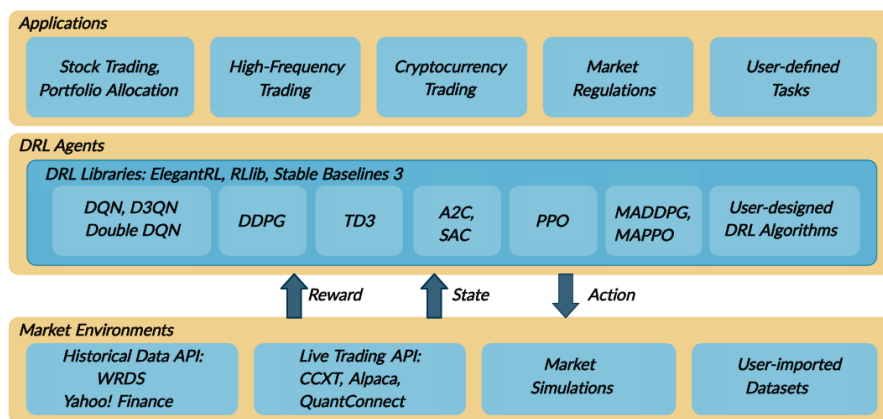 Applications
Stock Trading,
Portfolio Allocation
High-Frequency
Trading
Cryptocurrency
Trading
Market
Regulations
User-defined
Tasks
DRL Agents
DRL Libraries: ElegantRL, RLlib, Stable Baselines 3
DQN, D3QN
Double DQN
DDPG
TD3
A2C,
SAC
PPO
MADDPG,
MAPPO
User-designed
DRL Algorithms
Reward
State
Action
Market Environments
Historical Data API:
WRDS
Yahoo! Finance
Live Trading API:
CCXT, Alpaca,
QuantConnect
Market
Simulations
User-imported
Datasets